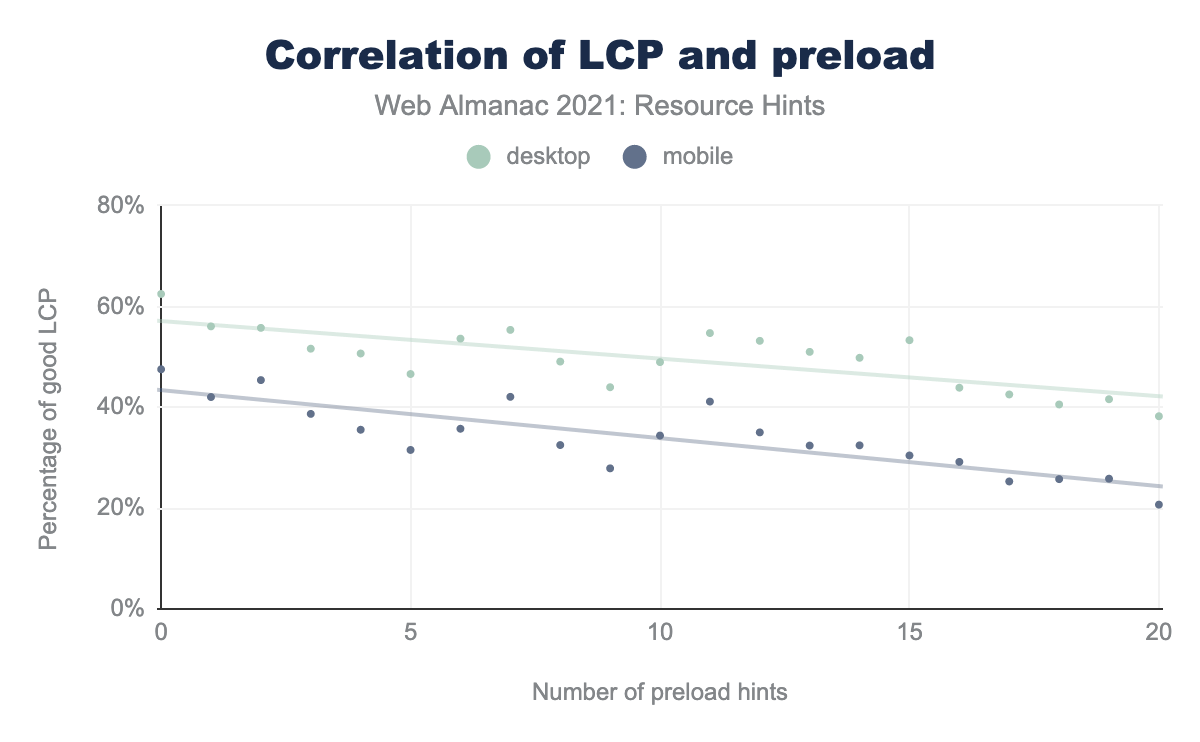 Correlation of LCP and preload
Web Almanac 2021: Resource Hints
desktop mobile
80%
60%
40%
20%
0%
Percentage of good LCP
0 5 10 15 20
Number of preload hints